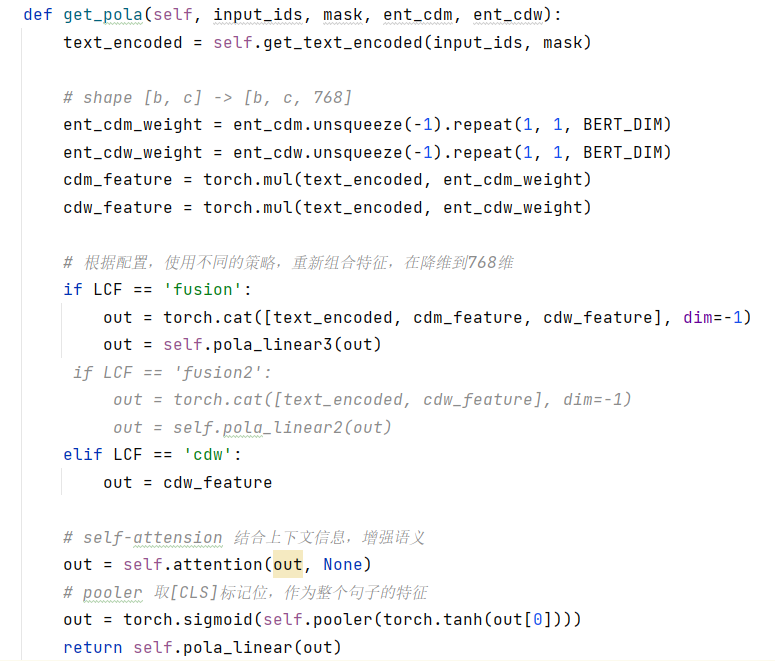 def get_pola(self, input_ids, mask, ent_cdm, ent_cdw):
    text_encoded = self.get_text_encoded(input_ids, mask)

    # shape [b, c] -> [b, c, 768]
    ent_cdm_weight = ent_cdm.unsqueeze(-1).repeat(1, 1, BERT_DIM)
    ent_cdw_weight = ent_cdw.unsqueeze(-1).repeat(1, 1, BERT_DIM)
    cdm_feature = torch.mul(text_encoded, ent_cdm_weight)
    cdw_feature = torch.mul(text_encoded, ent_cdw_weight)

    # 根据配置，使用不同的策略，重新组合特征，在降维到768维
    if LCF == 'fusion':
        out = torch.cat([text_encoded, cdm_feature, cdw_feature], dim=-1)
        out = self.pola_linear3(out)
     if LCF == 'fusion2':
         out = torch.cat([text_encoded, cdw_feature], dim=-1)
         out = self.pola_linear2(out)
    elif LCF == 'cdw':
        out = cdw_feature

    # self-attension 结合上下文信息，增强语义
    out = self.attention(out, None)
    # pooler 取[CLS]标记位，作为整个句子的特征
    out = torch.sigmoid(self.pooler(torch.tanh(out[0])))
    return self.pola_linear(out)